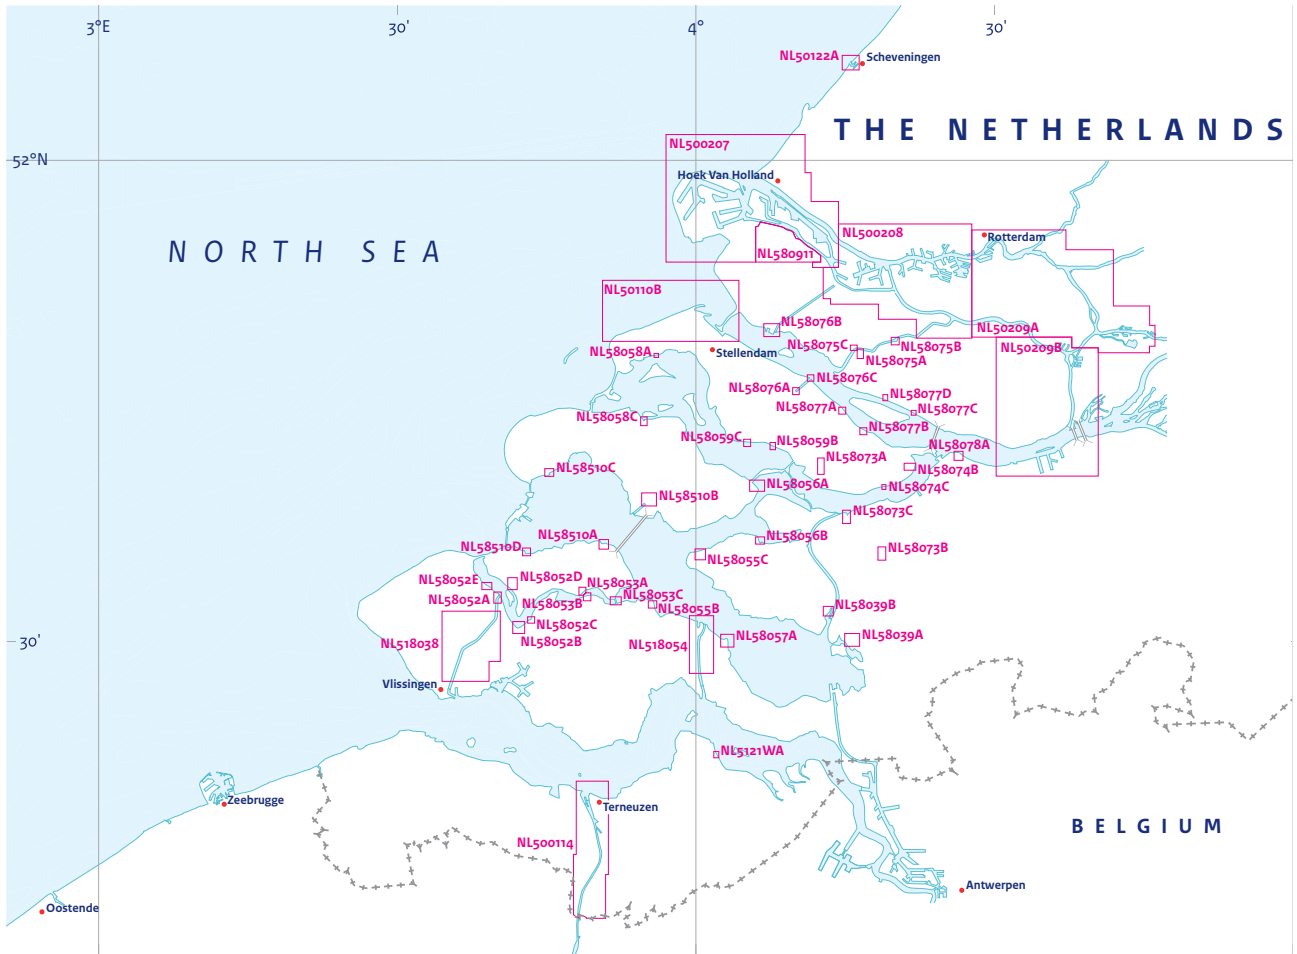 3°E
30'
4°
30'
NL50122A
Scheveningen
THE NETHERLANDS
NL500207
52°N
Hoek Van Holland
NL500208
Rotterdam
NORTH SEA
NL580911
NL50110B
NL58076B
NL50209A
NL58075C
NL58075B
NL50209B
NL58058A
Stellendam
NL58075A
NL58076C
NL58076A
NL58077D
NL58077A
NL58077C
NL58058C
NL58077B
NL58059C
NL58059B
NL58078A
NL58073A
NL58510C
NL58074B
NL58056A
NL58074C
NL58510B
NL58073C
NL58510A
NL58056B
NL58510D
NL58073B
NL58055C
NL58052E
NL58052D
NL58053A
NL58052A
NL58053C
NL58053B
NL58055B
NL58039B
NL58052C
NL518038
NL58052B
NL518054
NL58057A
NL58039A
30'
Vlissingen
NL5121WA
Zeebrugge
Terneuzen
BELGIUM
NL500114
Antwerpen
Oostende